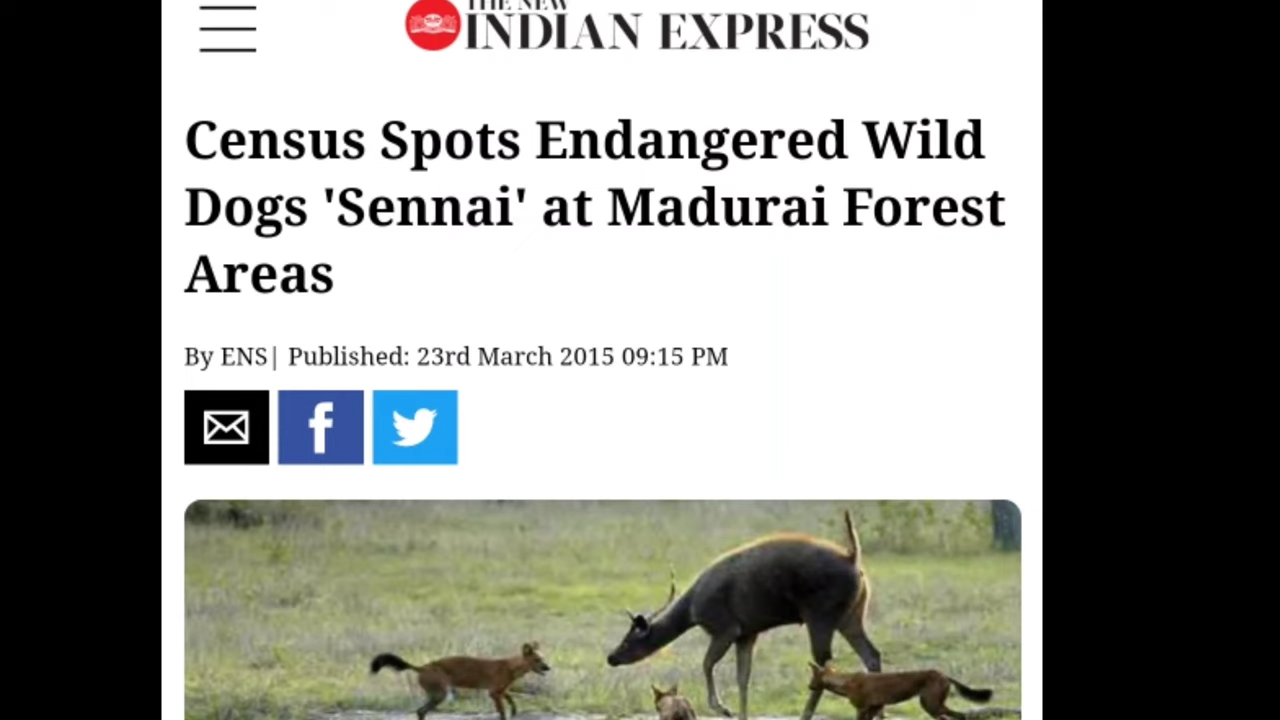 THE NEW
INDIAN EXPRESS
Census Spots Endangered Wild
Dogs 'Sennai' at Madurai Forest
Areas
By ENS| Published: 23rd March 2015 09:15 PM